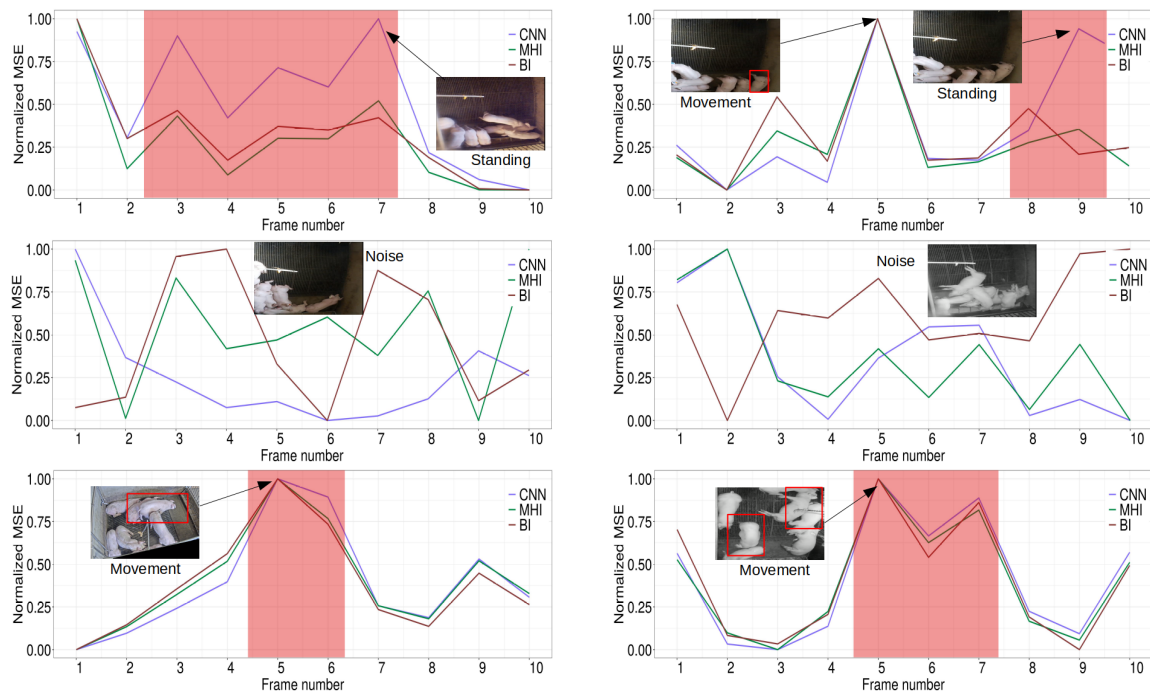 Normalized MSE
1.00
0.75
0.50
0.25
0.00
CNN
MHI
BI
Standing
1 2 3 4 5 6 7 8 9 10
Frame number
Normalized MSE
1.00
0.75
0.50
0.25
0.00
Movement
Standing
CNN
MHI
BI
1 2 3 4 5 6 7 8 9 10
Frame number
Normalized MSE
1.00
0.75
0.50
0.25
0.00
Noise
CNN
MHI
BI
1 2 3 4 5 6 7 8 9 10
Frame number
Normalized MSE
1.00
0.75
0.50
0.25
0.00
Noise
CNN
MHI
BI
1 2 3 4 5 6 7 8 9 10
Frame number
Normalized MSE
1.00
0.75
0.50
0.25
0.00
Movement
CNN
MHI
BI
1 2 3 4 5 6 7 8 9 10
Frame number
Normalized MSE
1.00
0.75
0.50
0.25
0.00
Movement
CNN
MHI
BI
1 2 3 4 5 6 7 8 9 10
Frame number